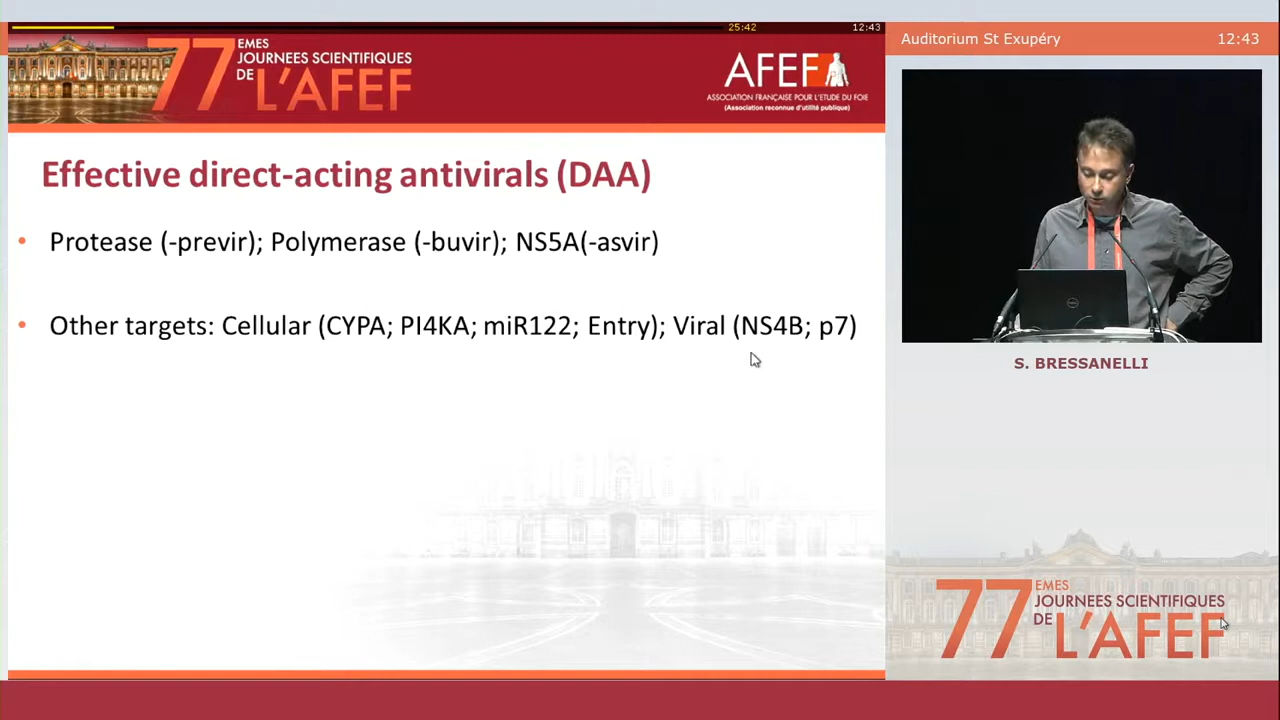 25:42
12:43
77
EMES
JOURNEES SCIENTIFIQUES
DE L'AFEF
AFEF
ASSOCIATION FRANÇAISE POUR L'ETUDE DU FOIE
(Association reconnue d'utilité publique)
Effective direct-acting antivirals (DAA)
• Protease (-previr); Polymerase (-buvir); NS5A(-asvir)
• Other targets: Cellular (CYPA; PI4KA; miR122; Entry); Viral (NS4B; p7)
Auditorium St Exupéry
12:43
S. BRESSANELLI
77
EMES
JOURNEES SCIENTIFIQUES
DE L'AFEF